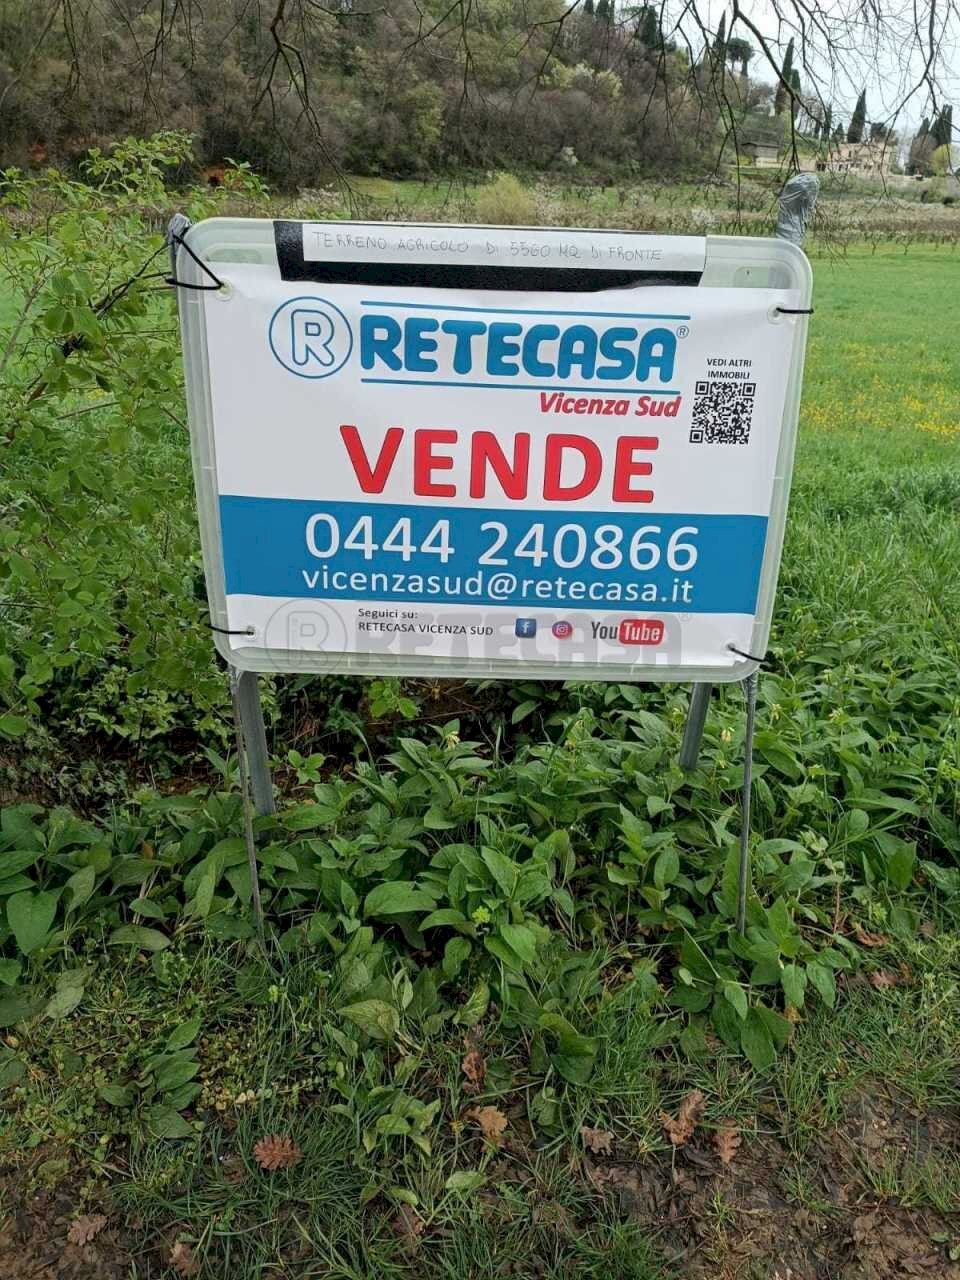 TERRENO AGRICOLO DI 5560 MQ DI FRONTE
R RETECASA®
Vicenza Sud
VEDI ALTRI
IMMOBILI
VENDE
0444 240866
vicenzasud@retecasa.it
Seguici su:
RETECASA VICENZA SUD f YouTube
R RETECASA®